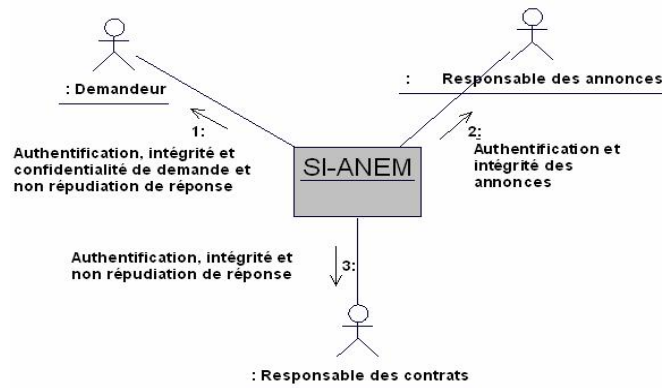 : Demandeur
: Responsable des annonces
1:
Authentification, intégrité et
confidentialité de demande et
non répudiation de réponse
2:
Authentification et
intégrité des
annonces
SI-ANEM
Authentification, intégrité et
non répudiation de réponse
3:
: Responsable des contrats